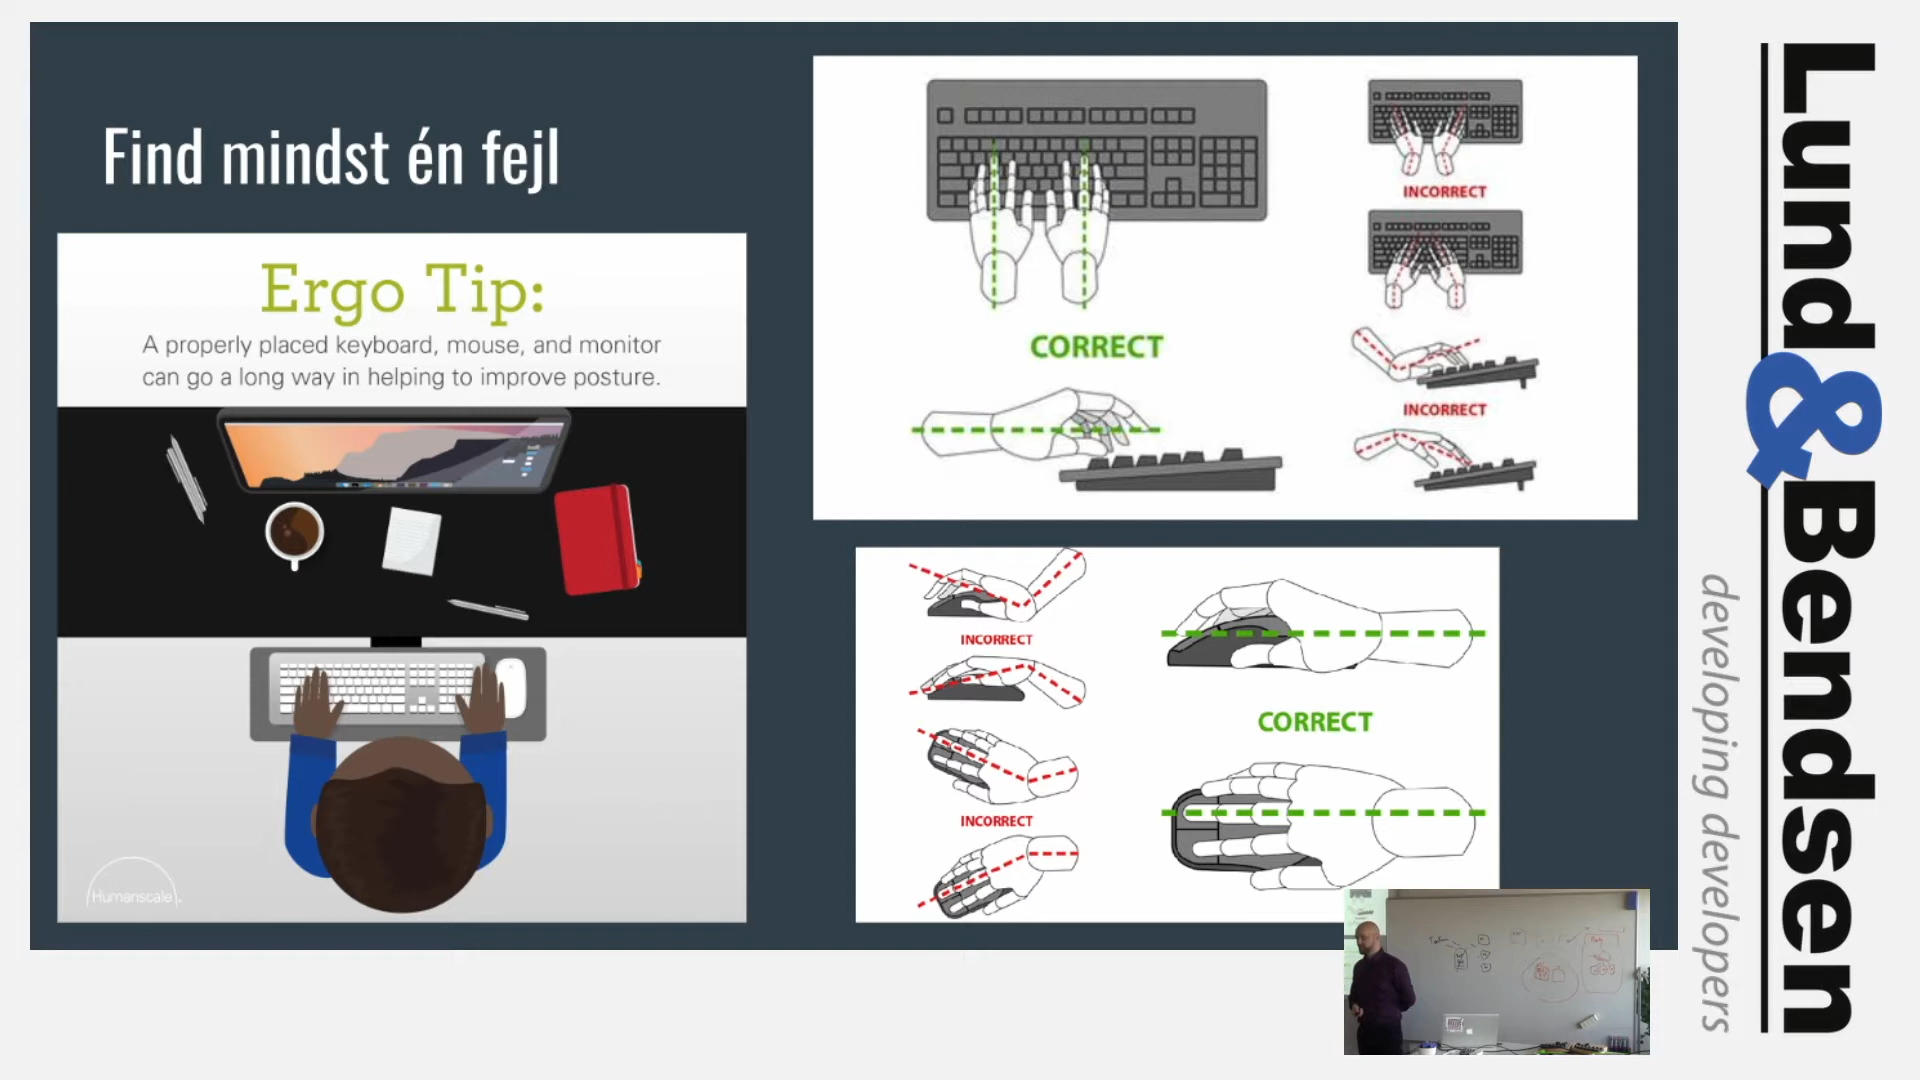 Find mindst én fejl
Ergo Tip:
A properly placed keyboard, mouse, and monitor
can go a long way in helping to improve posture.
Humanscale
CORRECT
INCORRECT
INCORRECT
INCORRECT
INCORRECT
CORRECT
Lund & Bendsen
developing developers